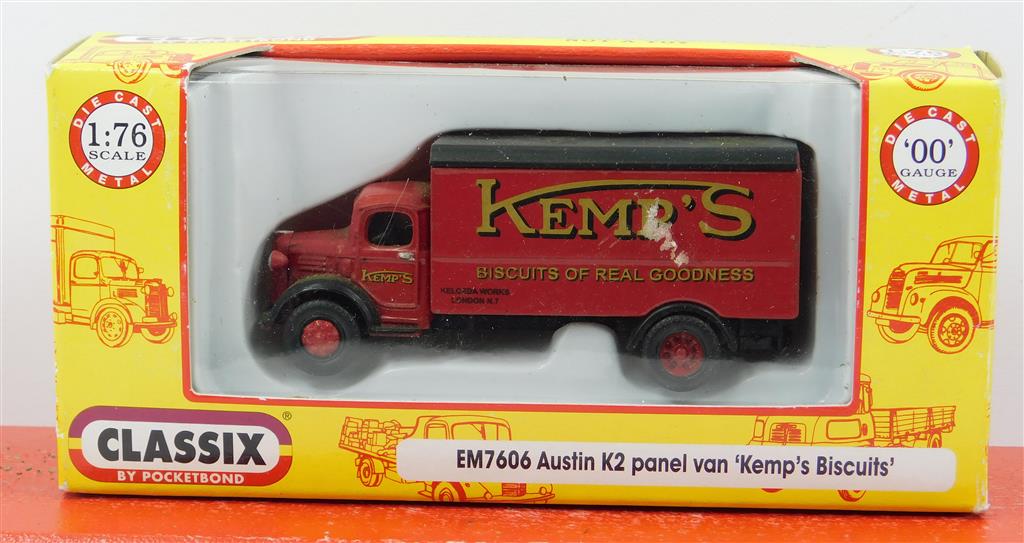 DIE CAST
1:76
SCALE
METAL
DIE CAST
'00'
GAUGE
METAL
KEMP'S
BISCUITS OF REAL GOODNESS
KEMP'S
WORKS
LONDON N.7
CLASSIX®
BY POCKETBOND
EM7606 Austin K2 panel van 'Kemp's Biscuits'